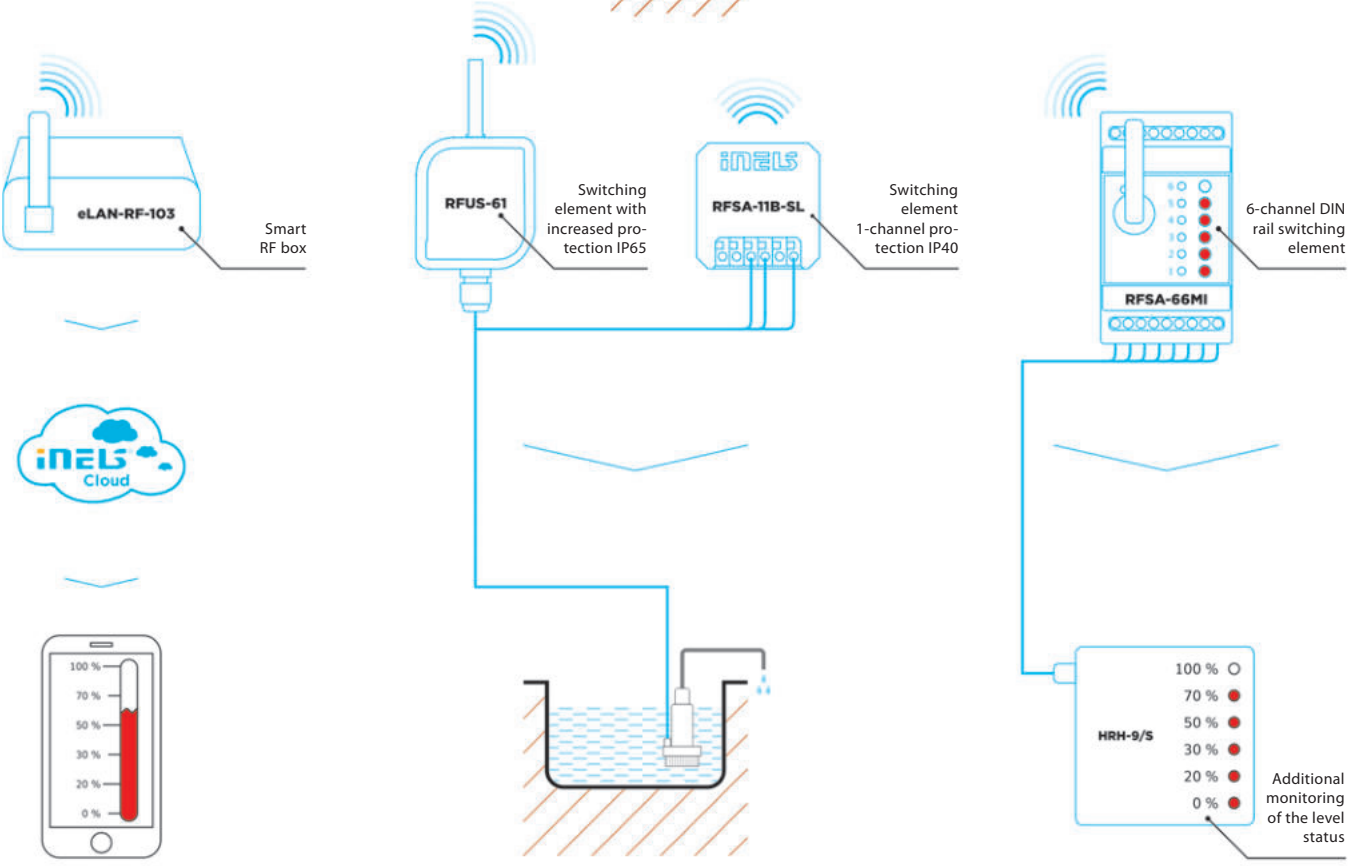 eLAN-RF-103
Smart
RF box
iNELS
Cloud
100 %
70 %
50 %
30 %
20 %
0 %
RFUS-61
Switching
element with
increased pro-
tection IP65
iNELS
RFSA-11B-SL
Switching
element
1-channel pro-
tection IP40
6
5
4
3
2
1
RFSA-66MI
6-channel DIN
rail switching
element
HRH-9/S
100 %
70 %
50 %
30 %
20 %
0 %
Additional
monitoring
of the level
status